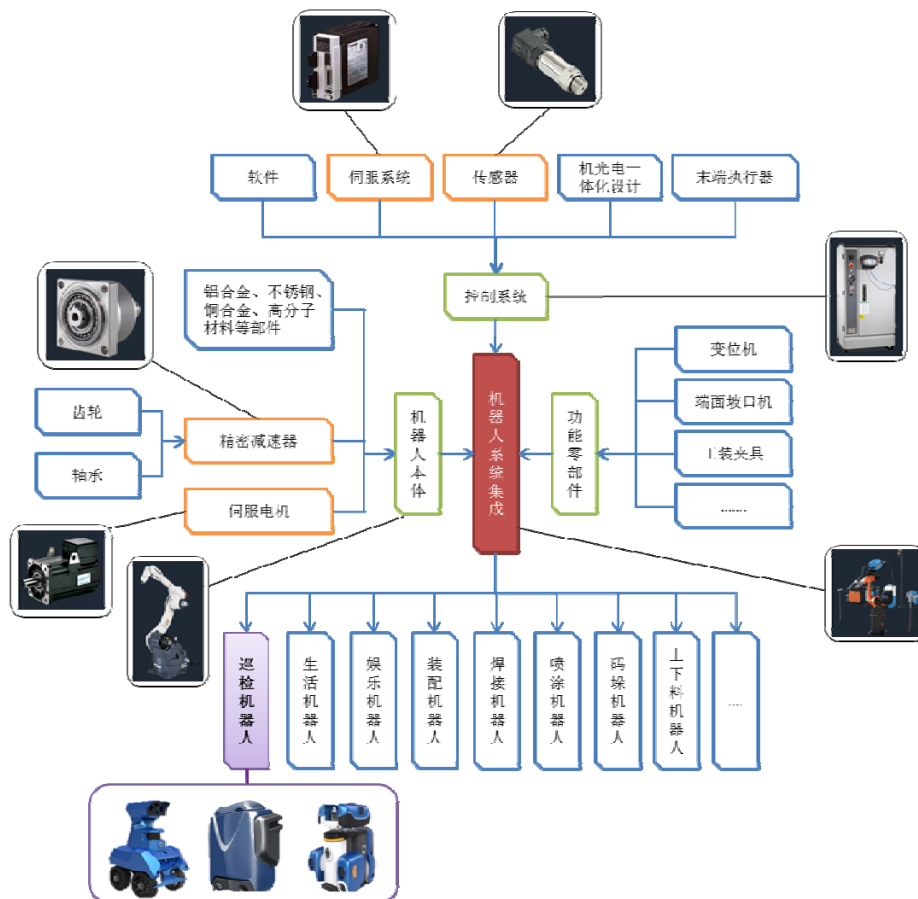 软件
伺服系统
传感器
机光电一
体化设计
末端执行器
控制系统
铝合金、不锈钢、
铜合金、高分子
材料等部件
齿轮
轴承
精密减速器
伺服电机
机器人本体
机器人系统集成
功能零部件
变位机
端面坡口机
工装夹具
......
巡检机器人
生活机器人
娱乐机器人
装配机器人
焊接机器人
喷涂机器人
码垛机器人
上下料机器人
....